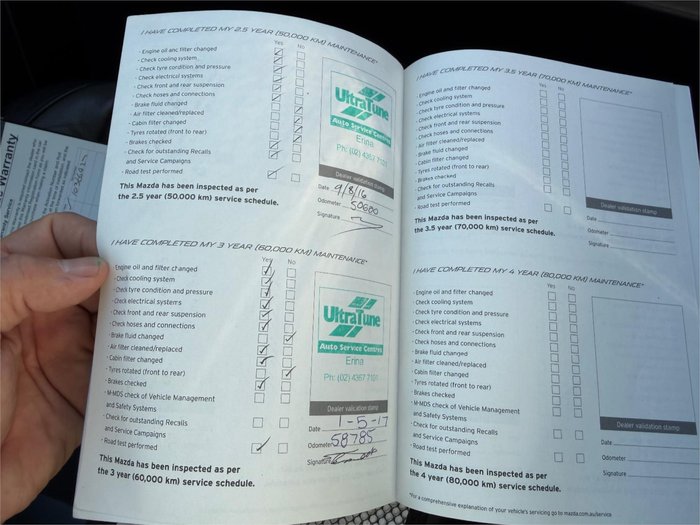 I HAVE COMPLETED MY 2.5 YEAR (50,000 KM) MAINTENANCE*
Yes No
- Engine oil and filter changed
- Check cooling system
- Check tyre condition and pressure
- Check electrical systems
- Check front and rear suspension
- Check hoses and connections
- Brake fluid changed
- Air filter cleaned/replaced
- Cabin filter changed
- Tyres rotated (front to rear)
- Brakes checked
- Check for outstanding Recalls
and Service Campaigns
- Road test performed
This Mazda has been inspected as per
the 2.5 year (50,000 km) service schedule.
UltraTune
Auto Service Centres
Erina
Ph: (02) 4367 7101
Dealer validation stamp
Date 9/8/16
Odometer 50680
Signature
I HAVE COMPLETED MY 3 YEAR (60,000 KM) MAINTENANCE*
Yes No
- Engine oil and filter changed
- Check cooling system
- Check tyre condition and pressure
- Check electrical systems
- Check front and rear suspension
- Check hoses and connections
- Brake fluid changed
- Air filter cleaned/replaced
- Cabin filter changed
- Tyres rotated (front to rear)
- Brakes checked
- M-MDS check of Vehicle Management
and Safety Systems
- Check for outstanding Recalls
and Service Campaigns
- Road test performed
This Mazda has been inspected as per
the 3 year (60,000 km) service schedule.
UltraTune
Auto Service Centres
Erina
Ph: (02) 4367 7101
Dealer validation stamp
Date 1-5-17
Odometer 58785
Signature
I HAVE COMPLETED MY 3.5 YEAR (70,000 KM) MAINTENANCE*
Yes No
- Engine oil and filter changed
- Check cooling system
- Check tyre condition and pressure
- Check electrical systems
- Check front and rear suspension
- Check hoses and connections
- Air filter cleaned/replaced
- Brake fluid changed
- Cabin filter changed
- Tyres rotated (front to rear)
- Brakes checked
- Check for outstanding Recalls
and Service Campaigns
- Road test performed
This Mazda has been inspected as per
the 3.5 year (70,000 km) service schedule.
Dealer validation stamp
Date
Odometer
Signature
I HAVE COMPLETED MY 4 YEAR (80,000 KM) MAINTENANCE*
Yes No
- Engine oil and filter changed
- Check cooling system
- Check tyre condition and pressure
- Check electrical systems
- Check front and rear suspension
- Check hoses and connections
- Brake fluid changed
- Air filter cleaned/replaced
- Cabin filter changed
- Tyres rotated (front to rear)
- Brakes checked
- M-MDS check of Vehicle Management
and Safety Systems
- Check for outstanding Recalls
and Service Campaigns
- Road test performed
This Mazda has been inspected as per
the 4 year (80,000 km) service schedule.
Dealer validation stamp
Date
Odometer
Signature
*For a comprehensive explanation of your vehicle's servicing go to mazda.com.au/service
Warranty